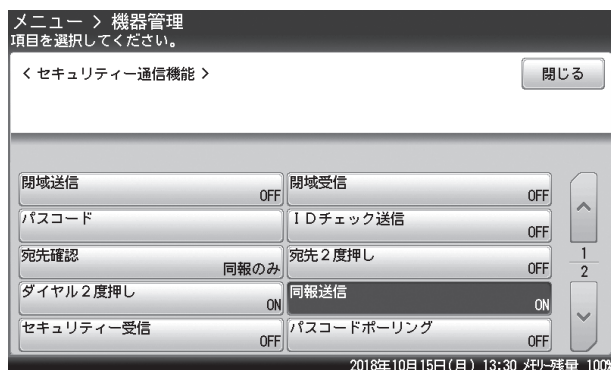 メニュー > 機器管理
項目を選択してください。
< セキュリティー通信機能 >
閉じる
閉域送信 OFF
閉域受信 OFF
パスコード
IDチェック送信 OFF
宛先確認 同報のみ
宛先2度押し OFF
1
2
ダイヤル2度押し ON
同報送信 ON
セキュリティー受信 OFF
パスコードポーリング OFF
2018年10月15日(月) 13:30 メモリー残量 100%